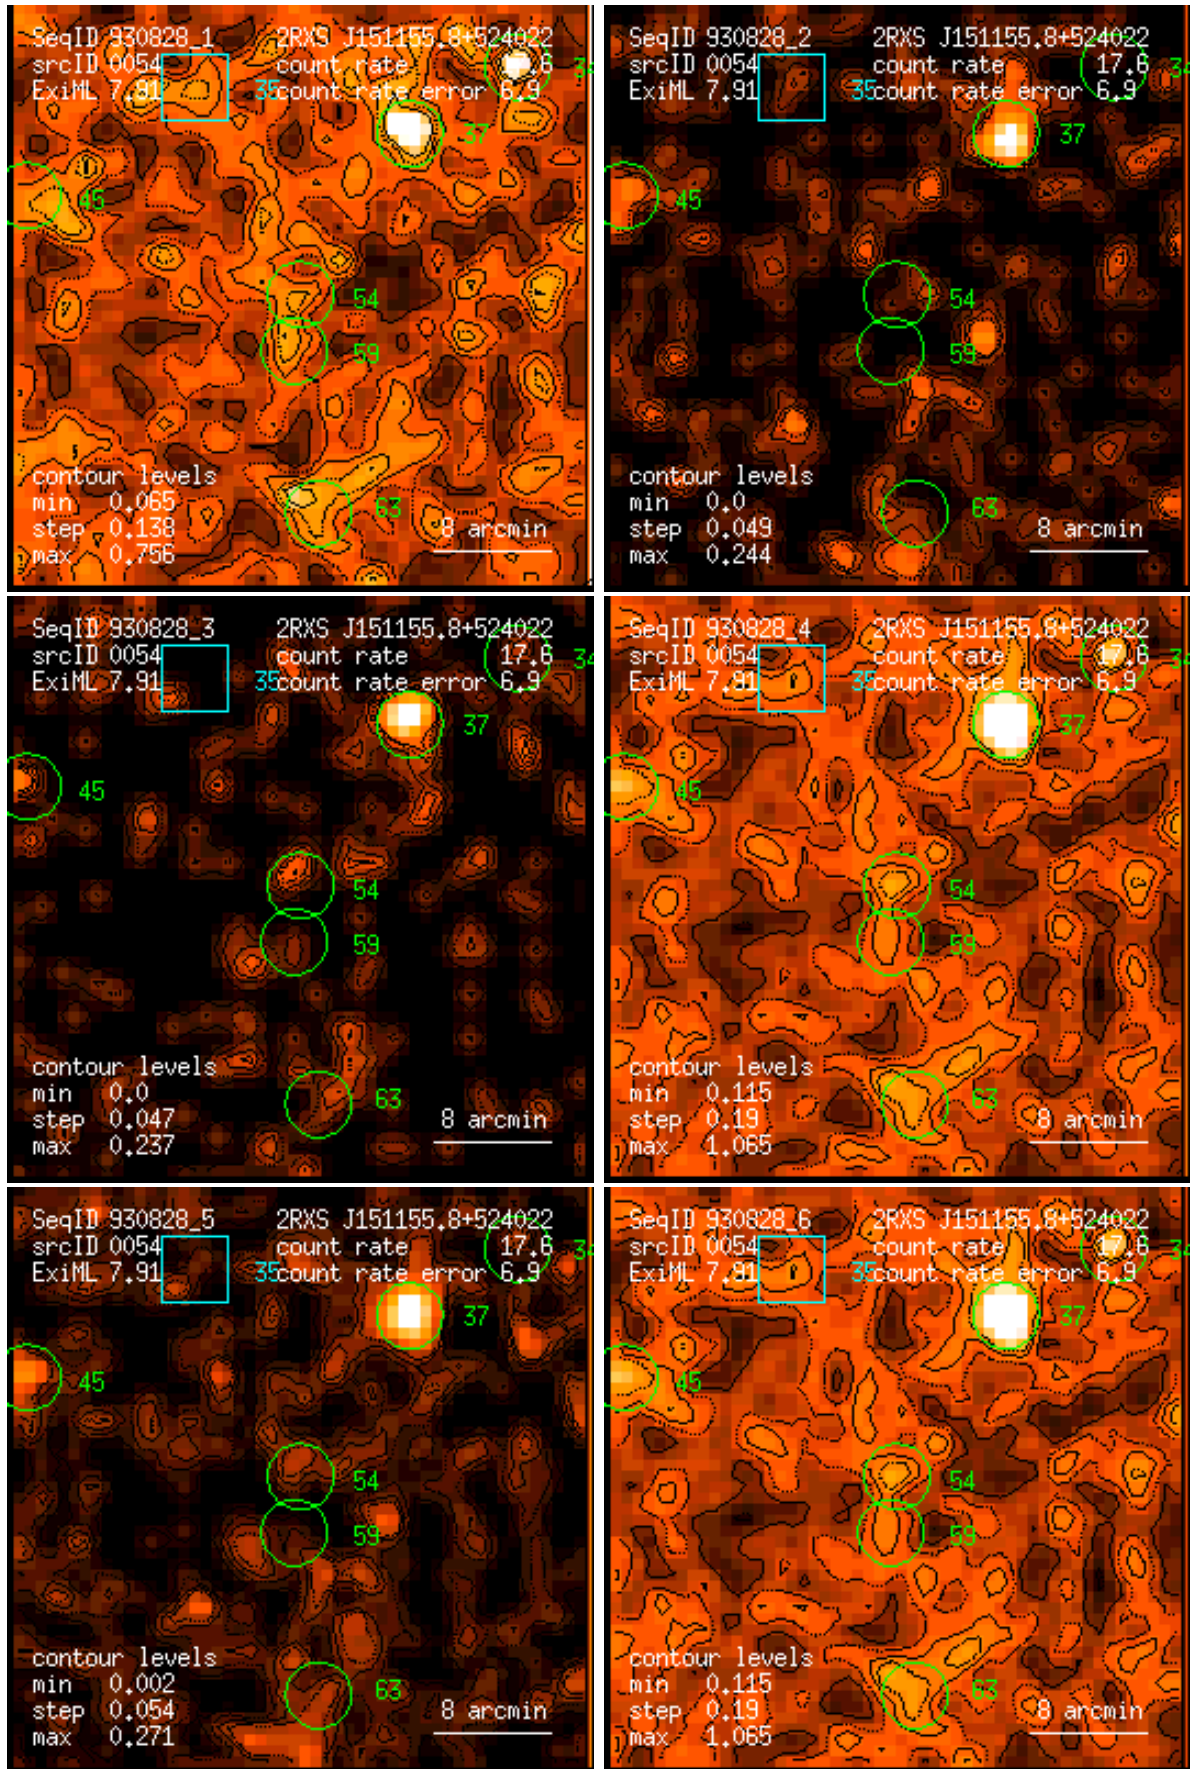 SeqID 930828_1 2RXS J151155.8+524022
srcID 0054 count rate 17.6 34
ExiML 7.91 35 count rate error 6.9
37
45
54
59
contour levels
min 0.065
63
step 0.138 8 arcmin
max 0.756
SeqID 930828_2 2RXS J151155.8+524022
srcID 0054 count rate 17.6 34
ExiML 7.91 35 count rate error 6.9
37
45
54
59
contour levels
min 0.0
63
step 0.049 8 arcmin
max 0.244
SeqID 930828_3 2RXS J151155.8+524022
srcID 0054 count rate 17.6 34
ExiML 7.91 35 count rate error 6.9
37
45
54
59
contour levels
min 0.0
63
step 0.047 8 arcmin
max 0.237
SeqID 930828_4 2RXS J151155.8+524022
srcID 0054 count rate 17.6 34
ExiML 7.91 35 count rate error 6.9
37
45
54
59
contour levels
min 0.115
63
step 0.19 8 arcmin
max 1.065
SeqID 930828_5 2RXS J151155.8+524022
srcID 0054 count rate 17.6 34
ExiML 7.91 35 count rate error 6.9
37
45
54
59
contour levels
min 0.002
63
step 0.054 8 arcmin
max 0.271
SeqID 930828_6 2RXS J151155.8+524022
srcID 0054 count rate 17.6 34
ExiML 7.91 35 count rate error 6.9
37
45
54
59
contour levels
min 0.115
63
step 0.19 8 arcmin
max 1.065